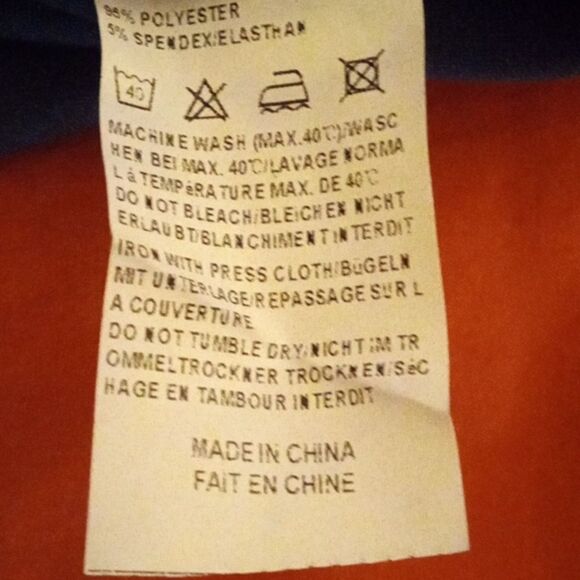 95% POLYESTER
5% SPENDEX/ELASTHAN
40
MACHINE WASH (MAX.40℃)/WASC
HEN BEI MAX. 40℃/LAVAGE NORMA
L à TEMPèRATURE MAX. DE 40℃
DO NOT BLEACH/BLEICHEN NICHT
ERLAUBT/BLANCHIMENT INTERDIT
IRON WITH PRESS CLOTH/BüGELN
MIT UNTERLAGE/REPASSAGE SUR L
A COUVERTURE
DO NOT TUMBLE DRY/NICHT IM TR
OMMELTROCKNER TROCKNEN/SéC
HAGE EN TAMBOUR INTERDIT
MADE IN CHINA
FAIT EN CHINE